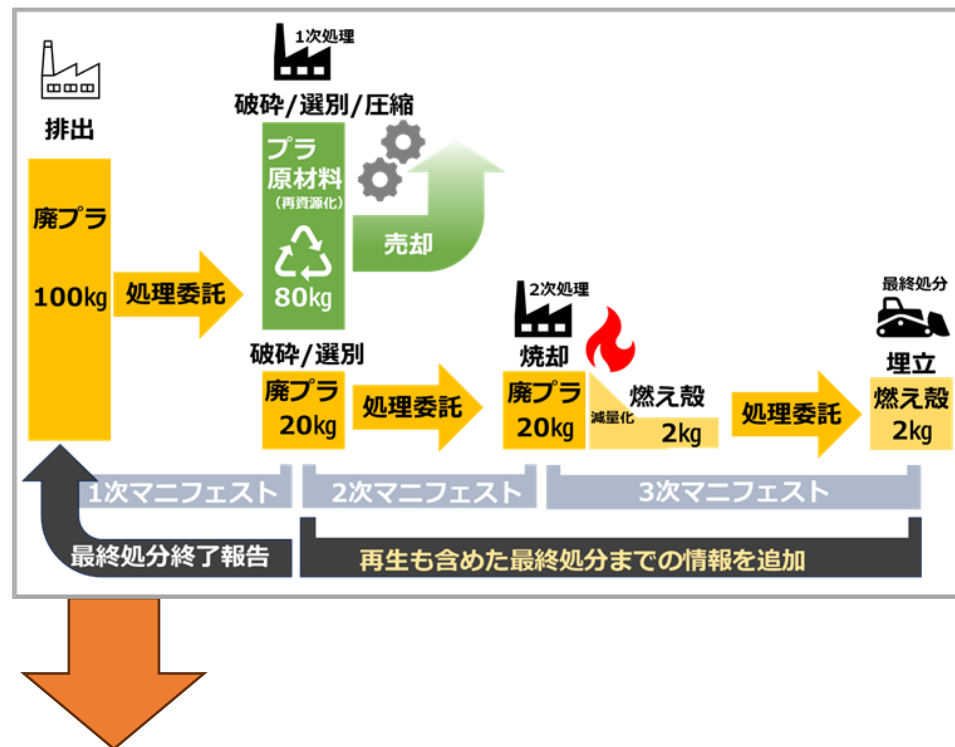 排出
廃プラ
100㎏
処理委託
1次処理
破砕/選別/圧縮
プラ
原材料
（再資源化）
80㎏
売却
破砕/選別
廃プラ
20㎏
処理委託
2次処理
焼却
廃プラ
20㎏
減量化
燃え殻
2㎏
処理委託
最終処分
埋立
燃え殻
2㎏
1次マニフェスト
2次マニフェスト
3次マニフェスト
最終処分終了報告
再生も含めた最終処分までの情報を追加